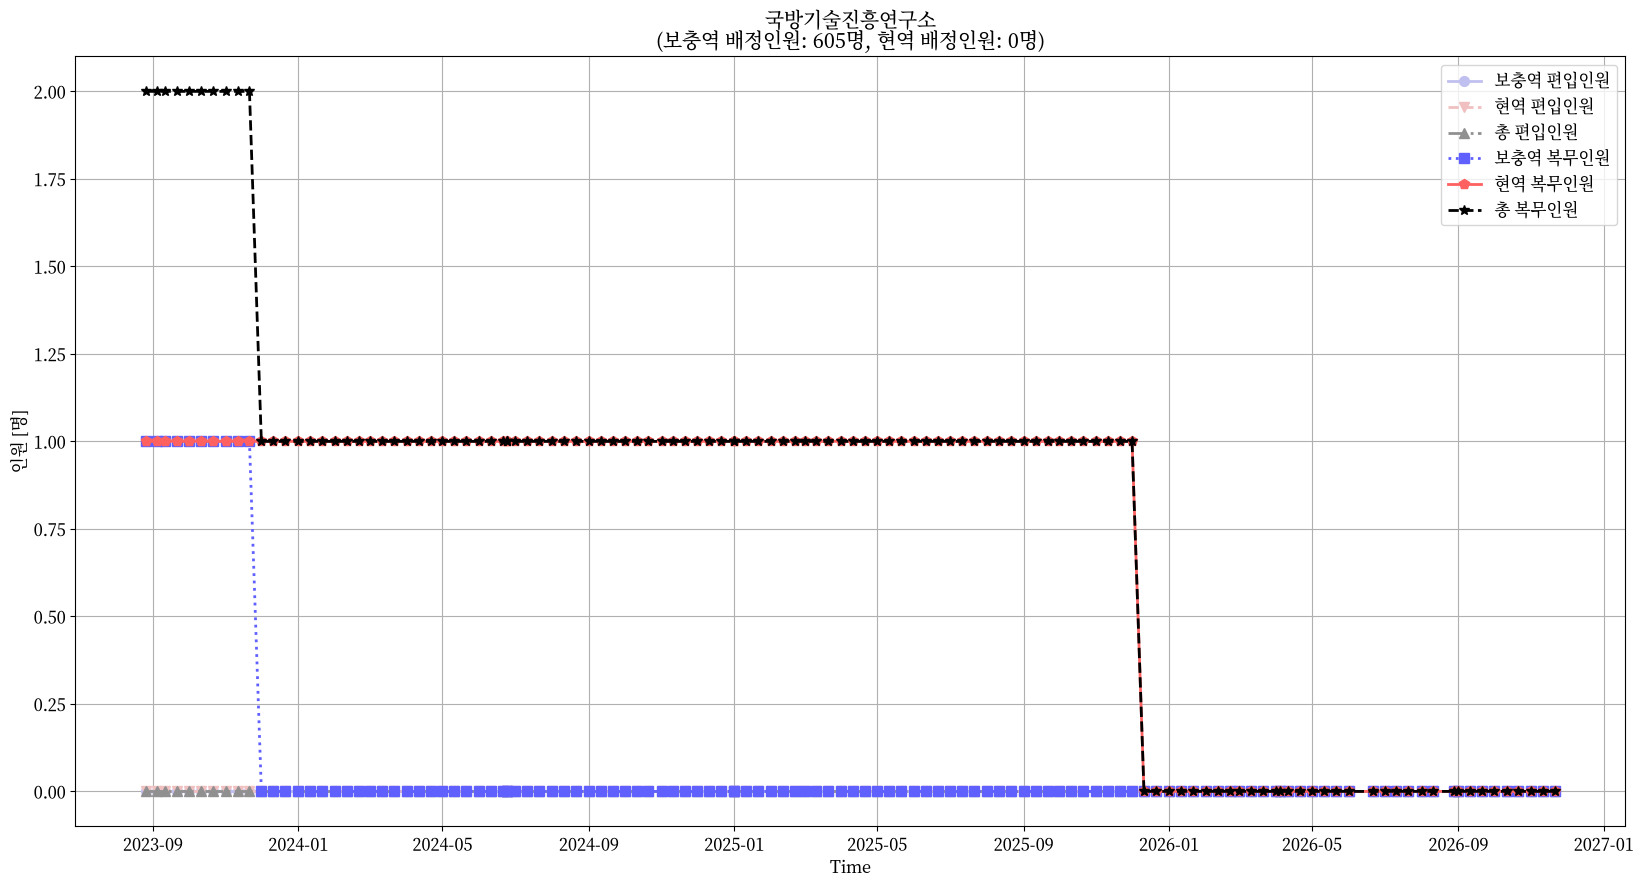 국방기술진흥연구소
(보충역 배정인원: 605명, 현역 배정인원: 0명)
보충역 편입인원
현역 편입인원
총 편입인원
보충역 복무인원
현역 복무인원
총 복무인원
인원 [명]
2.00
1.75
1.50
1.25
1.00
0.75
0.50
0.25
0.00
2023-09
2024-01
2024-05
2024-09
2025-01
2025-05
2025-09
2026-01
2026-05
2026-09
2027-01
Time